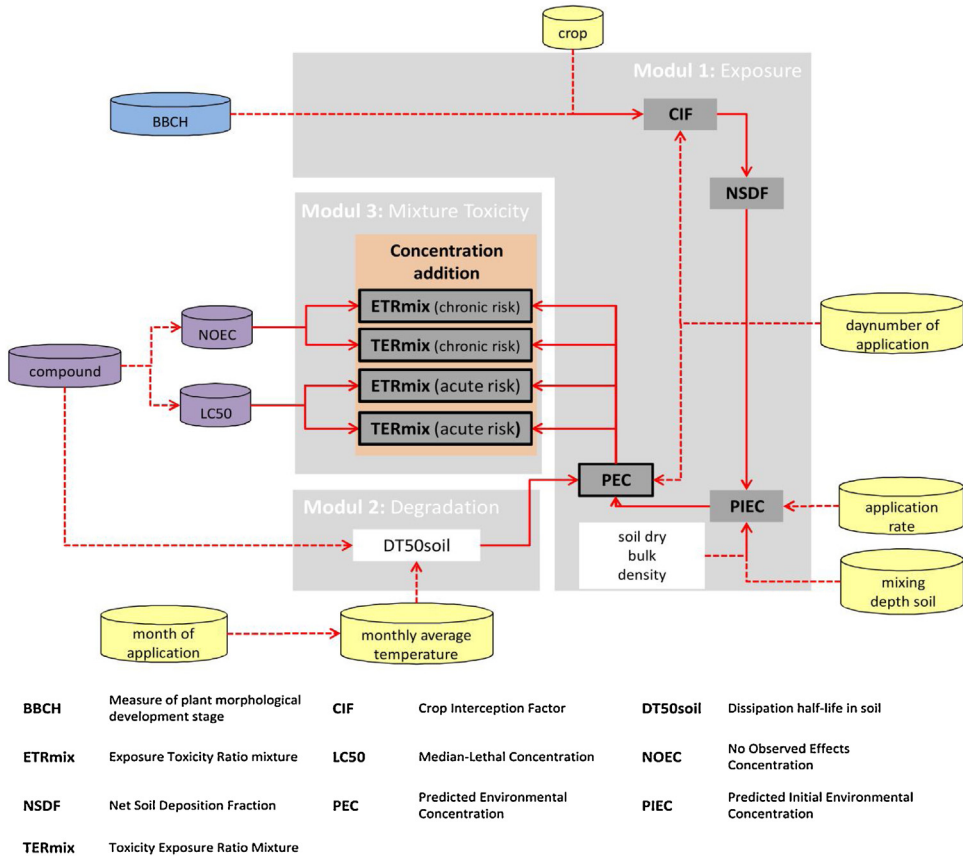 crop
Modul 1: Exposure
BBCH
CIF
NSDF
Modul 3: Mixture Toxicity
Concentration
addition
ETRmix (chronic risk)
NOEC
TERmix (chronic risk)
daynumber of
application
compound
ETRmix (acute risk)
LC50
TERmix (acute risk)
PEC
Modul 2: Degradation
PIEC
application
rate
DT50soil
soil dry
bulk
density
mixing
depth soil
month of
application
monthly average
temperature
BBCH Measure of plant morphological
development stage
CIF Crop Interception Factor
DT50soil Dissipation half-life in soil
ETRmix Exposure Toxicity Ratio mixture
LC50 Median-Lethal Concentration
NOEC No Observed Effects
Concentration
NSDF Net Soil Deposition Fraction
PEC Predicted Environmental
Concentration
PIEC Predicted Initial Environmental
Concentration
TERmix Toxicity Exposure Ratio Mixture